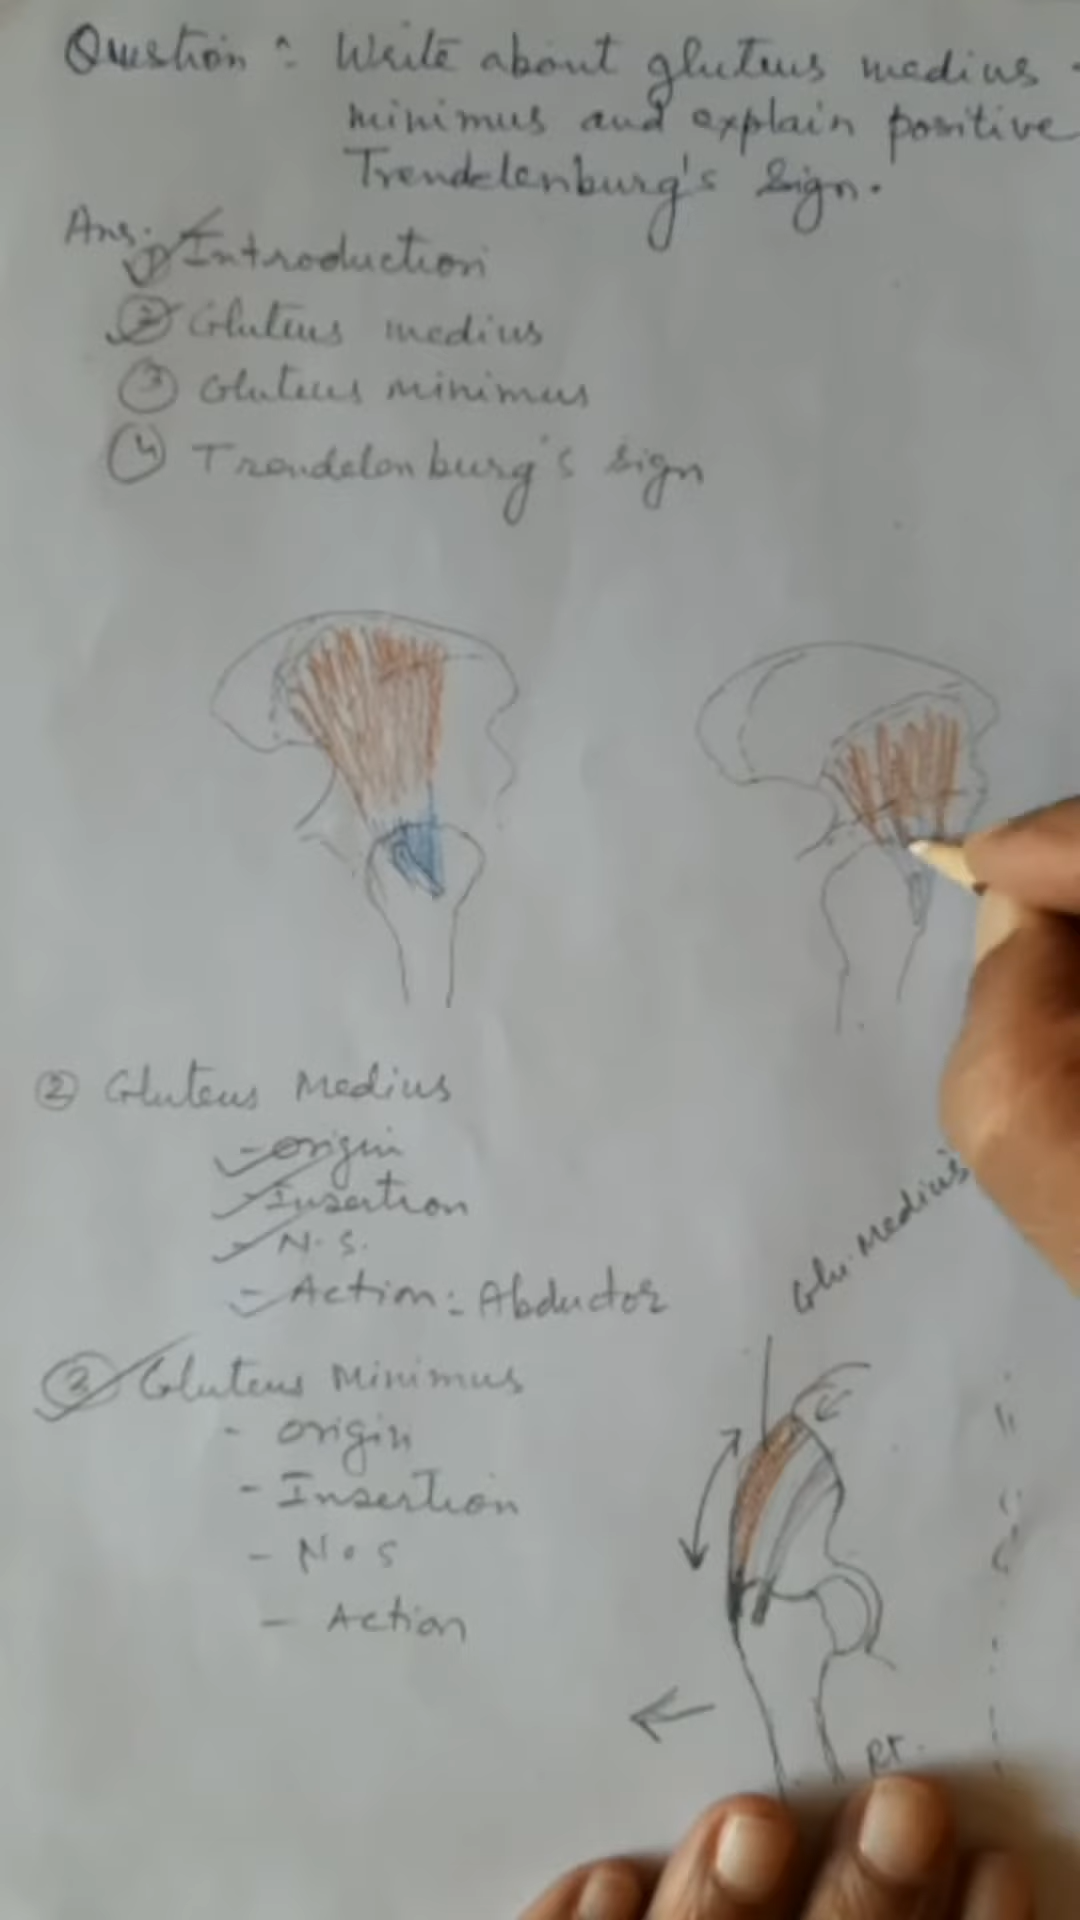 Question : Write about gluteus medius
minimus and explain positive
Trendelenburg's sign.
Ans.
1 Introduction
2 Gluteus medius
3 Gluteus minimus
4 Trendelenburg's sign
2 Gluteus Medius
- origin
- Insertion
- N.S.
- Action : Abductor
Glu. Medius
3 Gluteus Minimus
- origin
- Insertion
- N.S
- Action
RT.